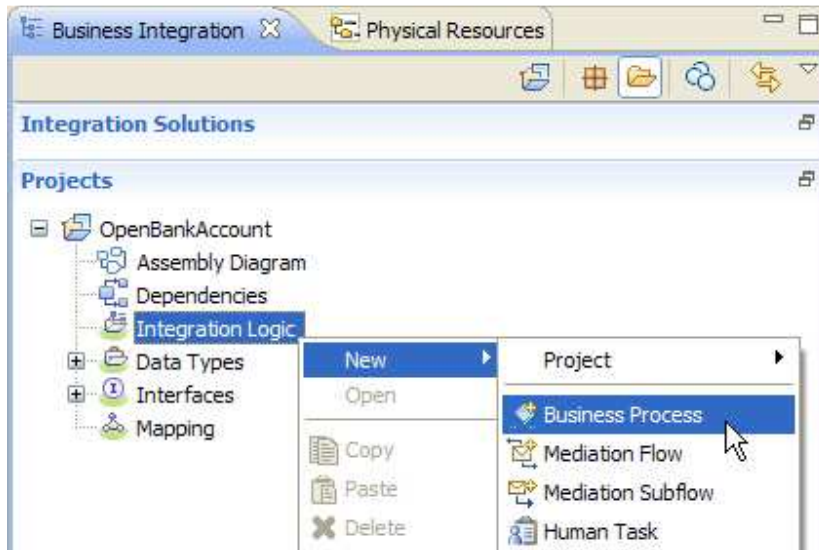 Business Integration
Physical Resources
Integration Solutions
Projects
OpenBankAccount
Assembly Diagram
Dependencies
Integration Logic
Data Types
Interfaces
Mapping
New
Open
Copy
Paste
Delete
Project
Business Process
Mediation Flow
Mediation Subflow
Human Task